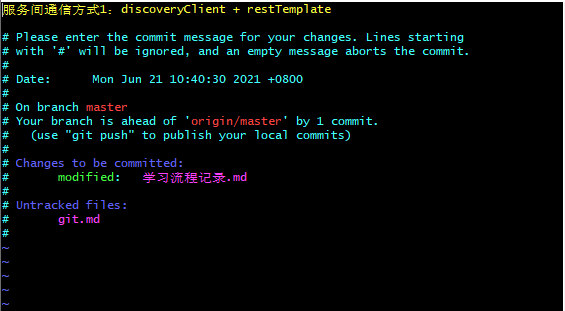 服务间通信方式1：discoveryClient + restTemplate
# Please enter the commit message for your changes. Lines starting
# with '#' will be ignored, and an empty message aborts the commit.
#
# Date:      Mon Jun 21 10:40:30 2021 +0800
#
# On branch master
# Your branch is ahead of 'origin/master' by 1 commit.
#   (use "git push" to publish your local commits)
#
# Changes to be committed:
#       modified:   学习流程记录.md
#
# Untracked files:
#       git.md
#
~
~
~
~
~